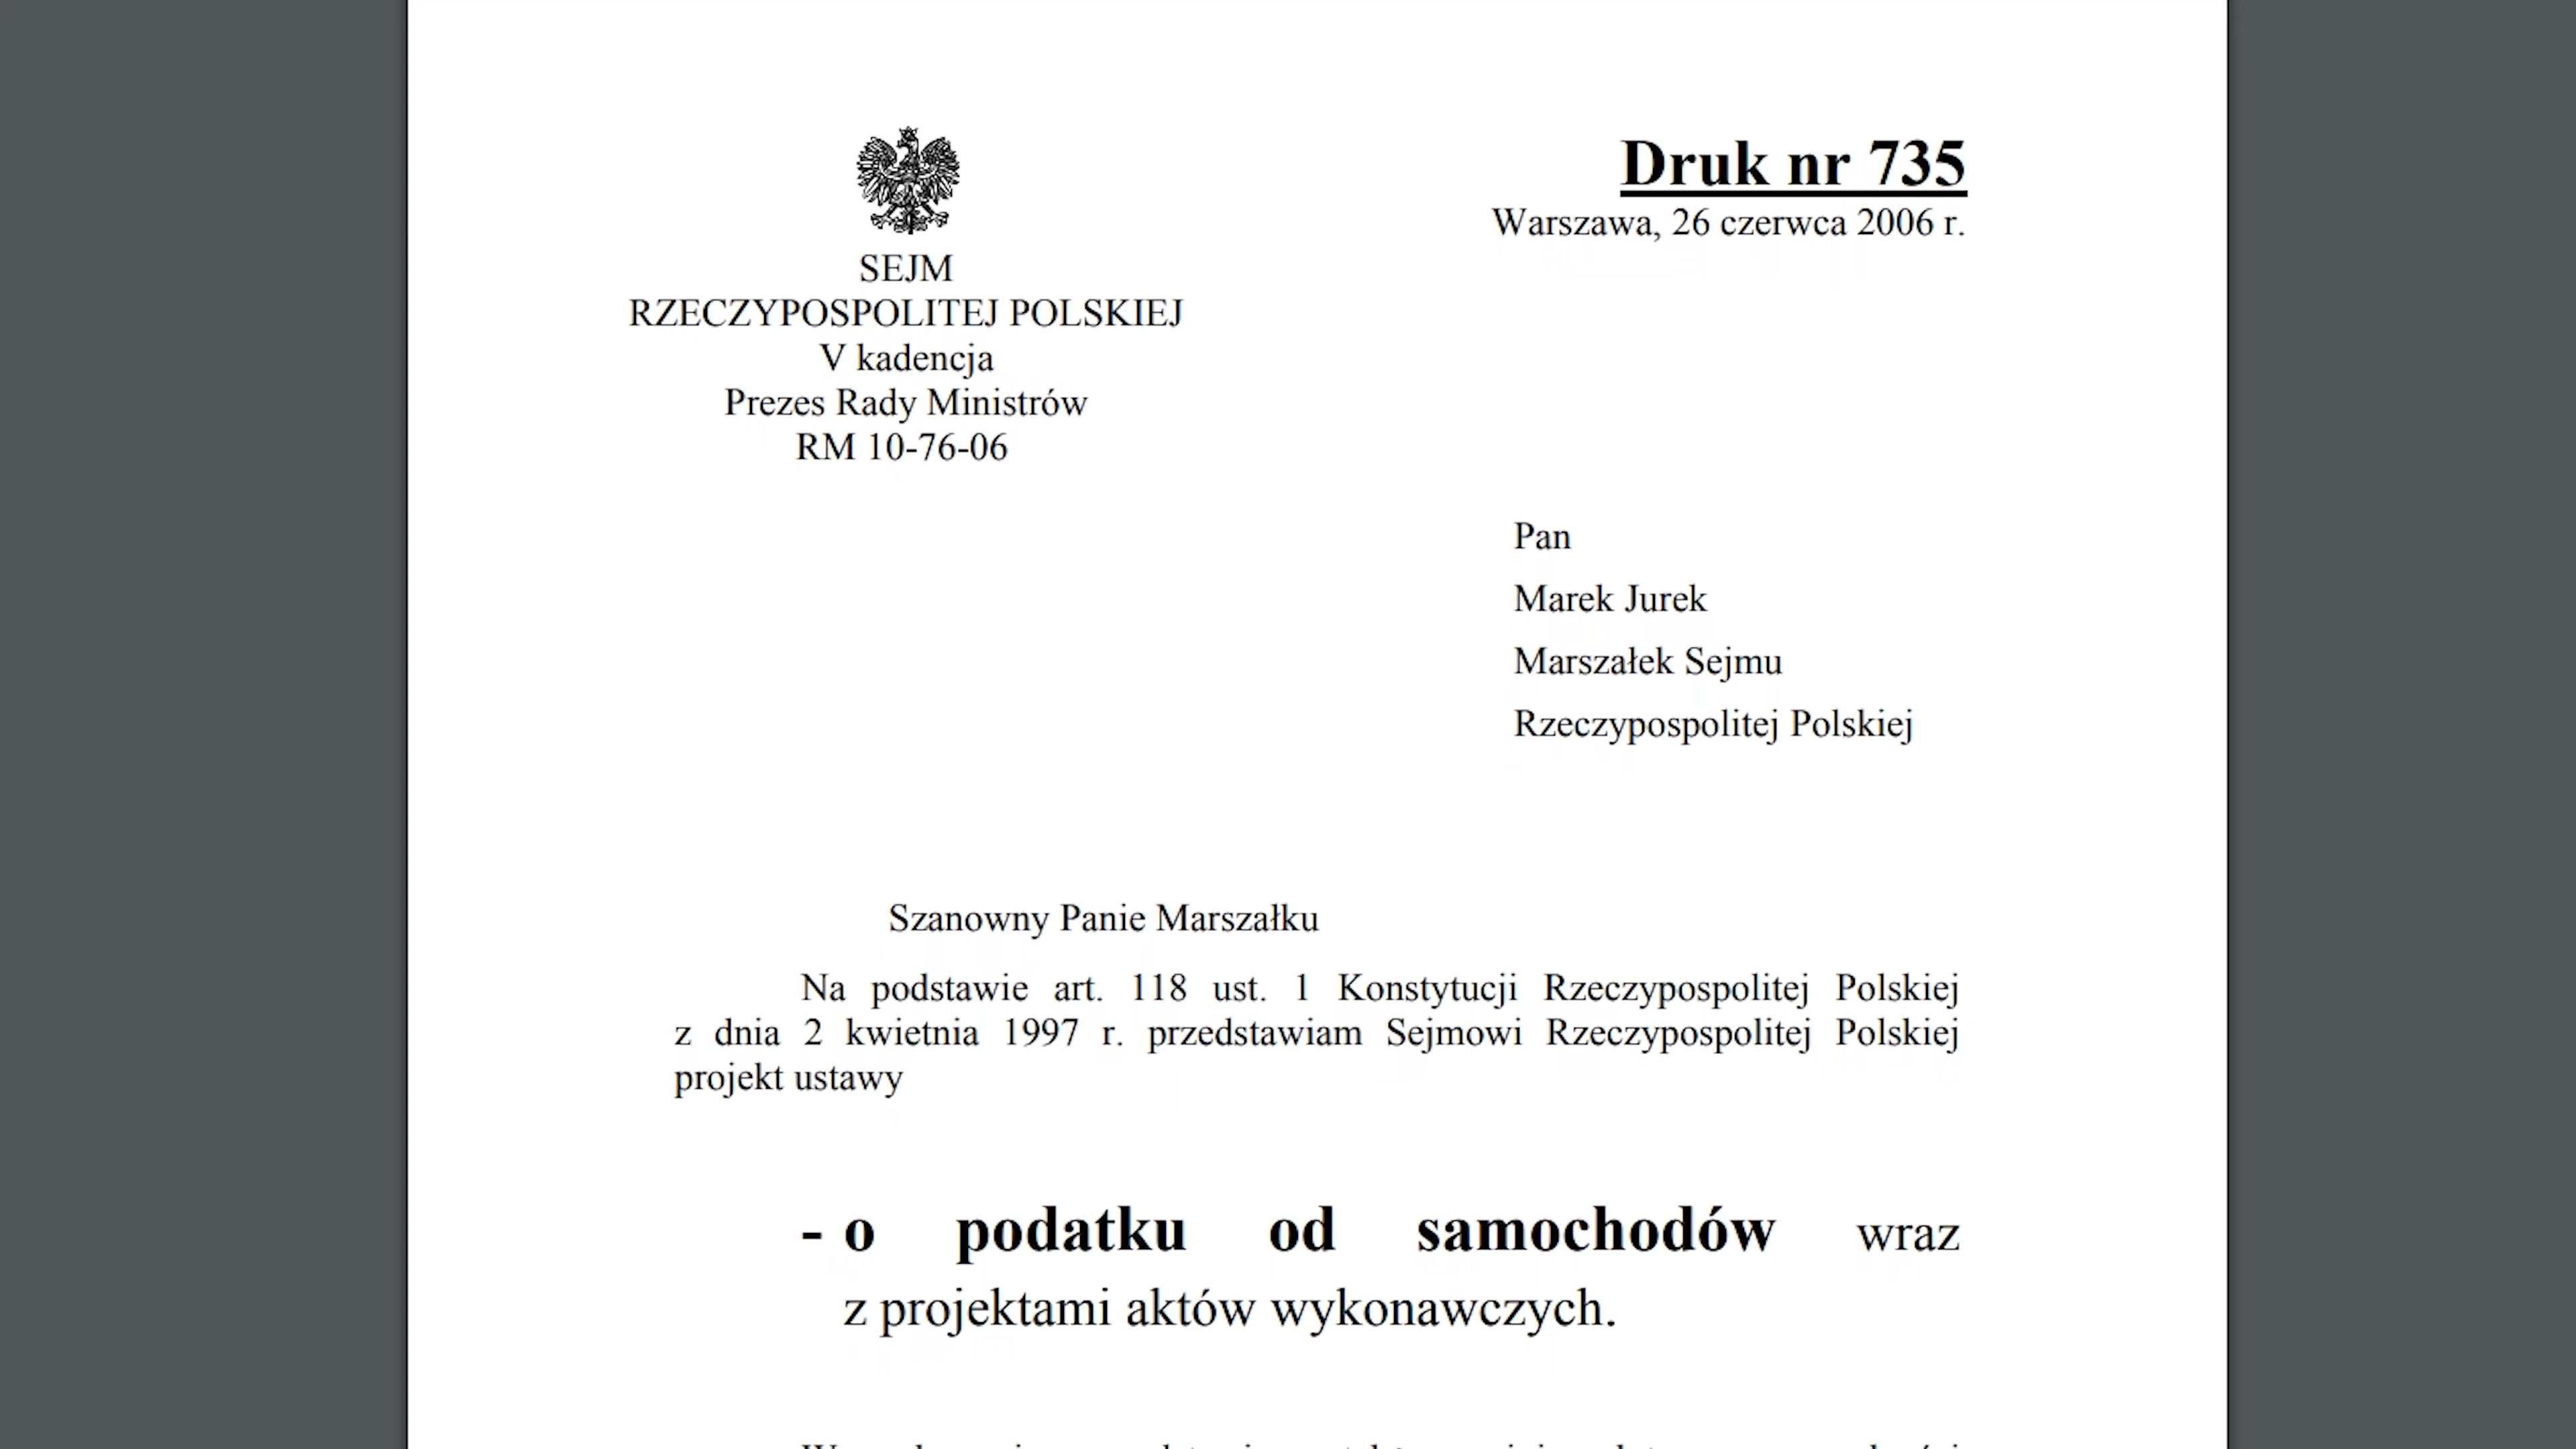 Druk nr 735
Warszawa, 26 czerwca 2006 r.
SEJM
RZECZYPOSPOLITEJ POLSKIEJ
V kadencja
Prezes Rady Ministrów
RM 10-76-06
Pan
Marek Jurek
Marszałek Sejmu
Rzeczypospolitej Polskiej
Szanowny Panie Marszałku
Na podstawie art. 118 ust. 1 Konstytucji Rzeczypospolitej Polskiej
z dnia 2 kwietnia 1997 r. przedstawiam Sejmowi Rzeczypospolitej Polskiej
projekt ustawy
- o podatku od samochodów wraz
z projektami aktów wykonawczych.